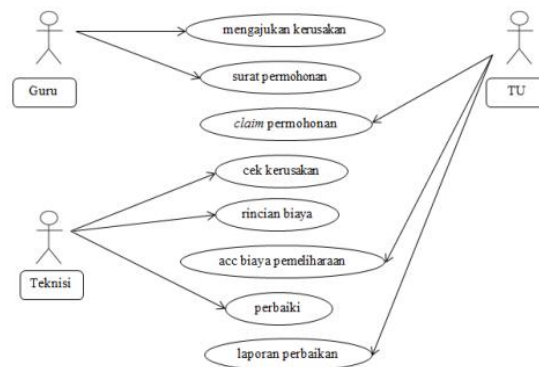 mengajukan kerusakan
Guru
surat permohonan
TU
claim permohonan
cek kerusakan
rincian biaya
acc biaya pemeliharaan
Teknisi
perbaiki
laporan perbaikan